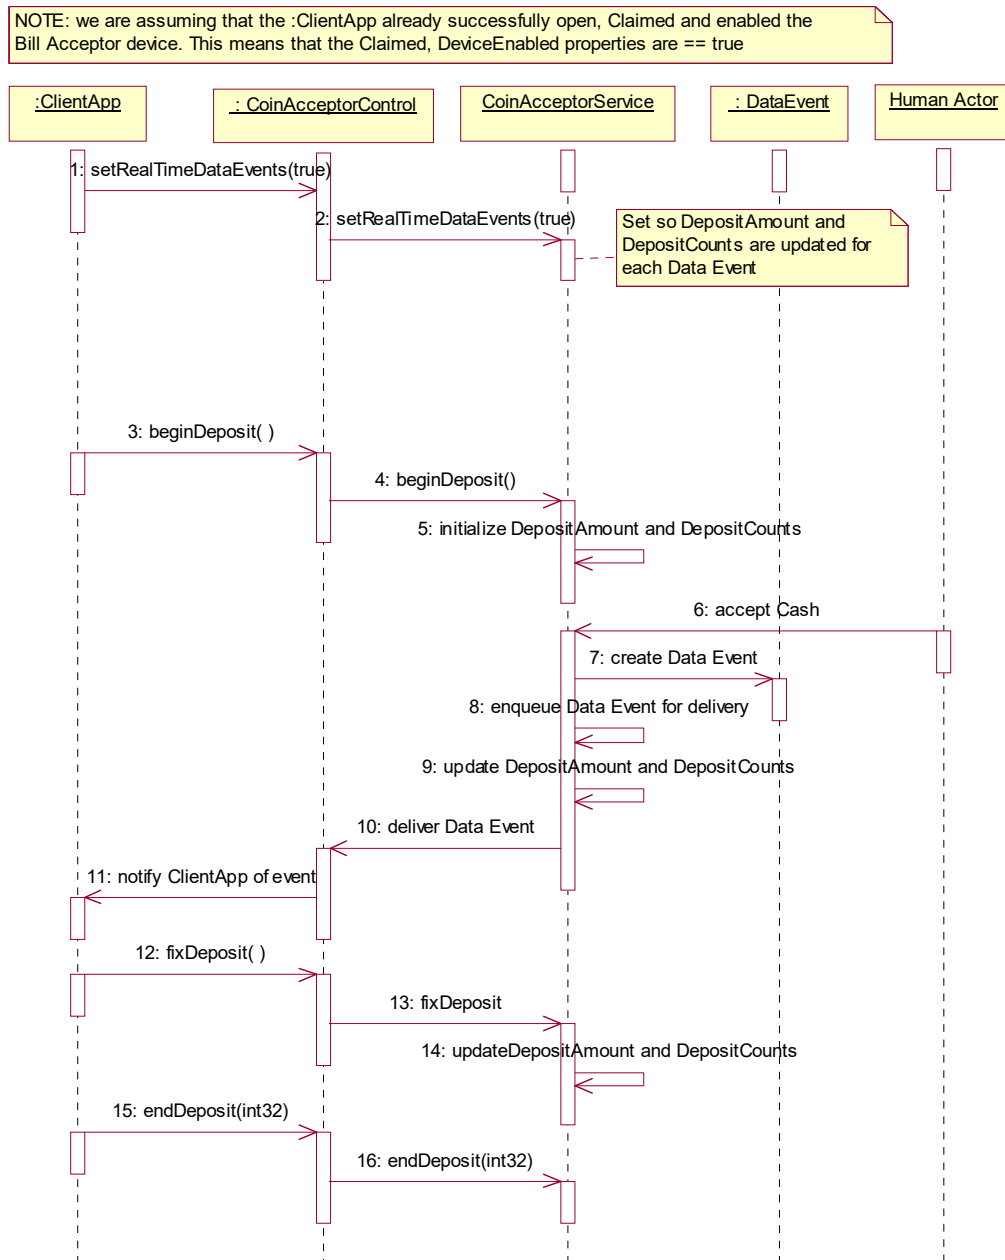 NOTE: we are assuming that the :ClientApp already successfully open, Claimed and enabled the
Bill Acceptor device. This means that the Claimed, DeviceEnabled properties are == true
:ClientApp
: CoinAcceptorControl
CoinAcceptorService
: DataEvent
Human Actor
1: setRealTimeDataEvents(true)
2: setRealTimeDataEvents(true)
Set so DepositAmount and
DepositCounts are updated for
each Data Event
3: beginDeposit( )
4: beginDeposit()
5: initialize DepositAmount and DepositCounts
6: accept Cash
7: create Data Event
8: enqueue Data Event for delivery
9: update DepositAmount and DepositCounts
10: deliver Data Event
11: notify ClientApp of event
12: fixDeposit( )
13: fixDeposit
14: updateDepositAmount and DepositCounts
15: endDeposit(int32)
16: endDeposit(int32)